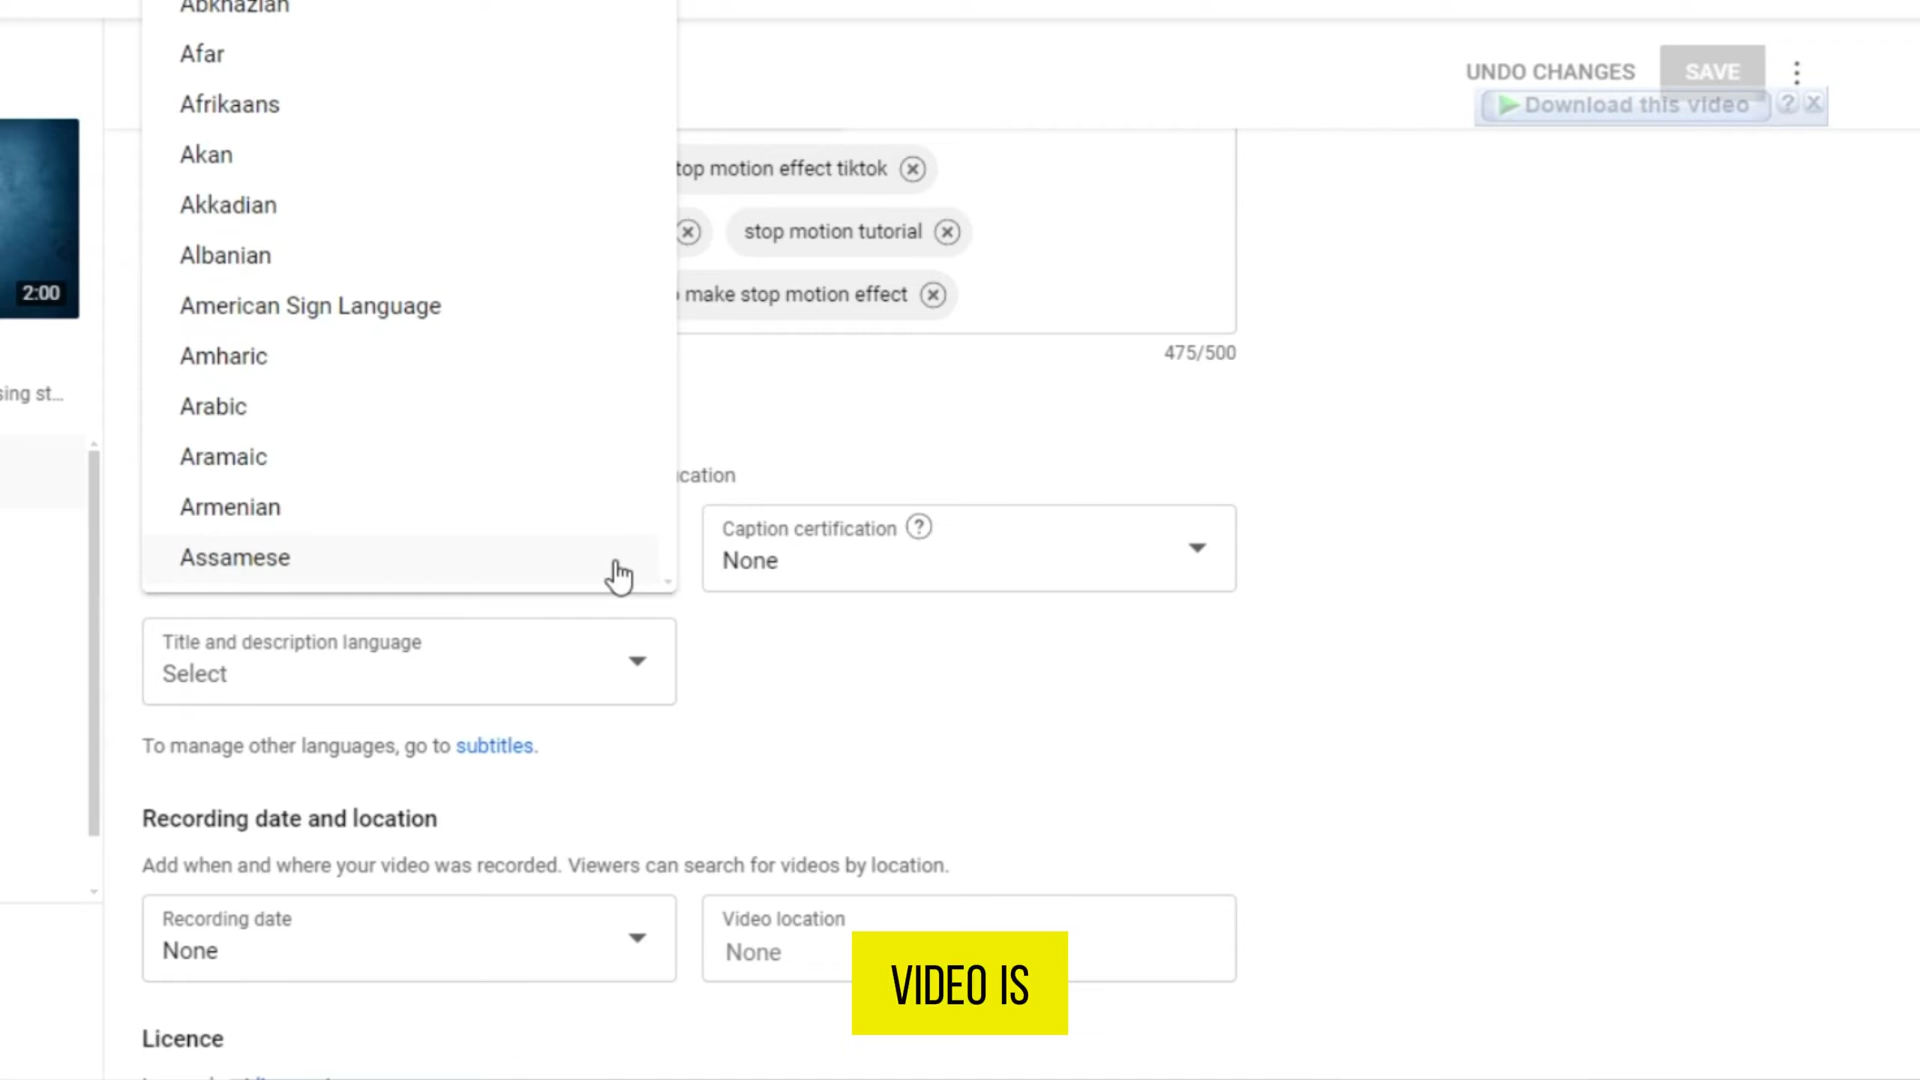 Abkhazian
Afar
Afrikaans
Akan
Akkadian
Albanian
American Sign Language
Amharic
Arabic
Aramaic
Armenian
Assamese
UNDO CHANGES
SAVE
Download this video
?
top motion effect tiktok
stop motion tutorial
make stop motion effect
475/500
2:00
sing st...
cation
Caption certification ?
None
Title and description language
Select
To manage other languages, go to subtitles.
Recording date and location
Add when and where your video was recorded. Viewers can search for videos by location.
Recording date
None
Video location
None
VIDEO IS
Licence